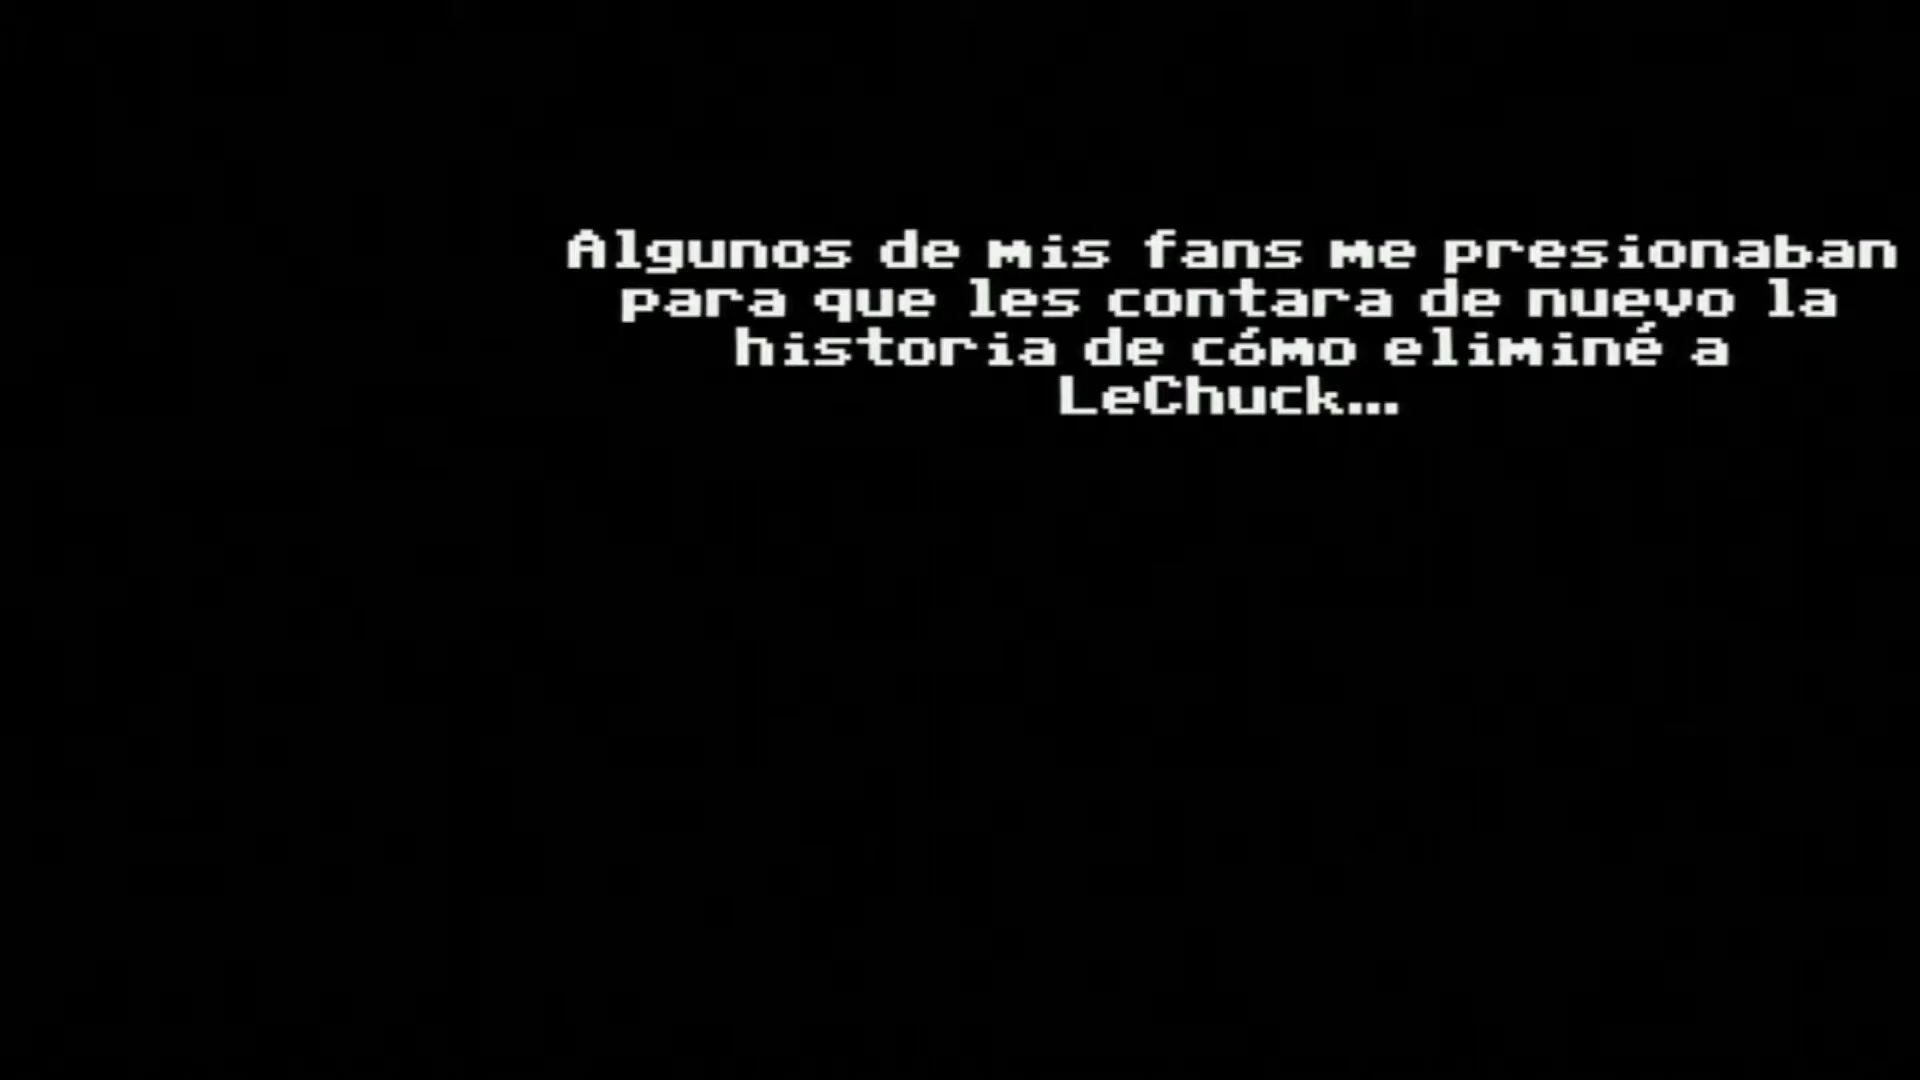 Algunos de mis fans me presionaban
para que les contara de nuevo la
historia de cómo eliminé a
LeChuck...